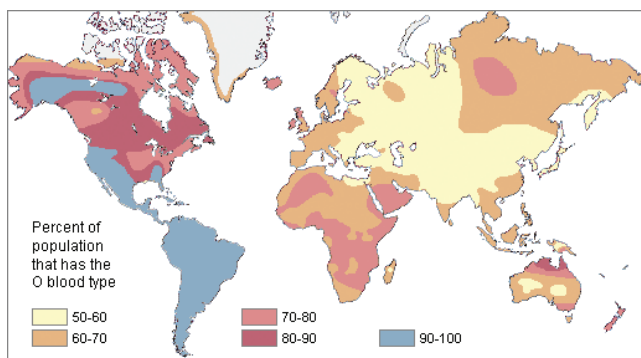 Percent of
population
that has the
O blood type
50-60
60-70
70-80
80-90
90-100